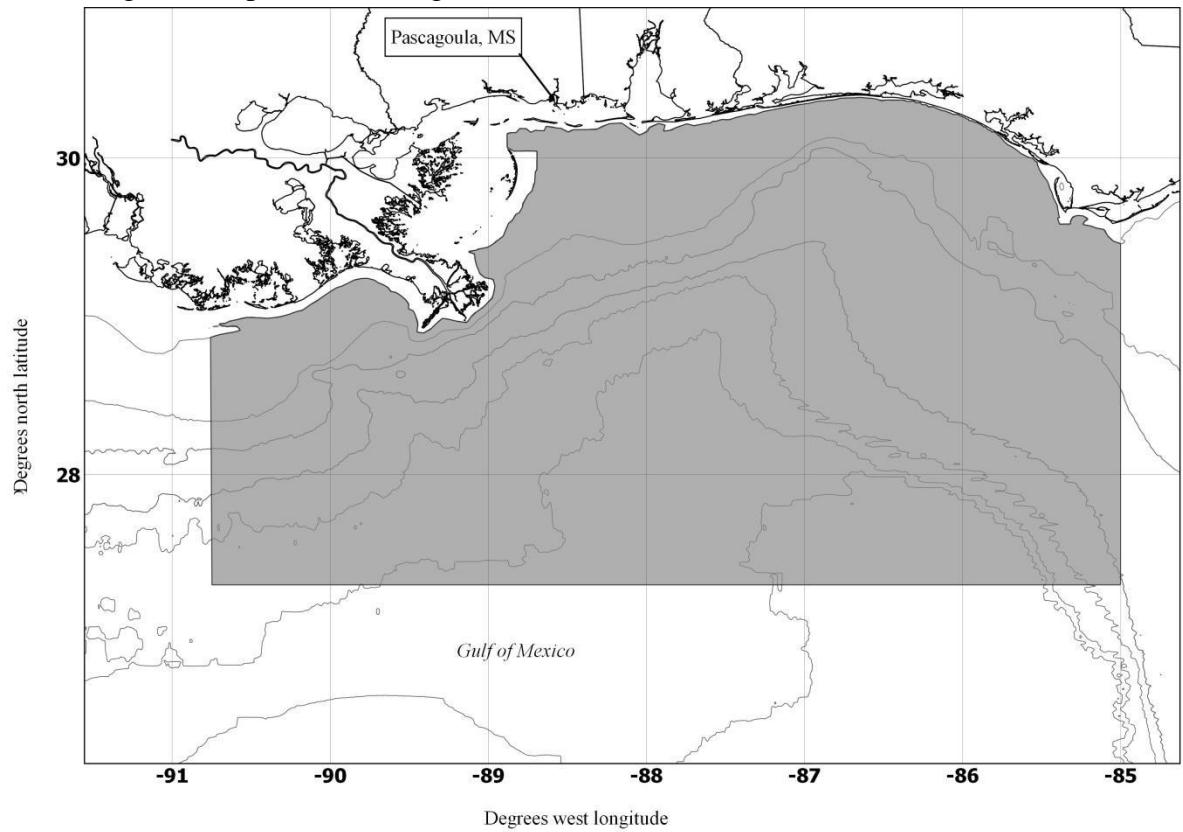 Pascagoula, MS
30
28
Degrees north latitude
Gulf of Mexico
-91
-90
-89
-88
-87
-86
-85
Degrees west longitude